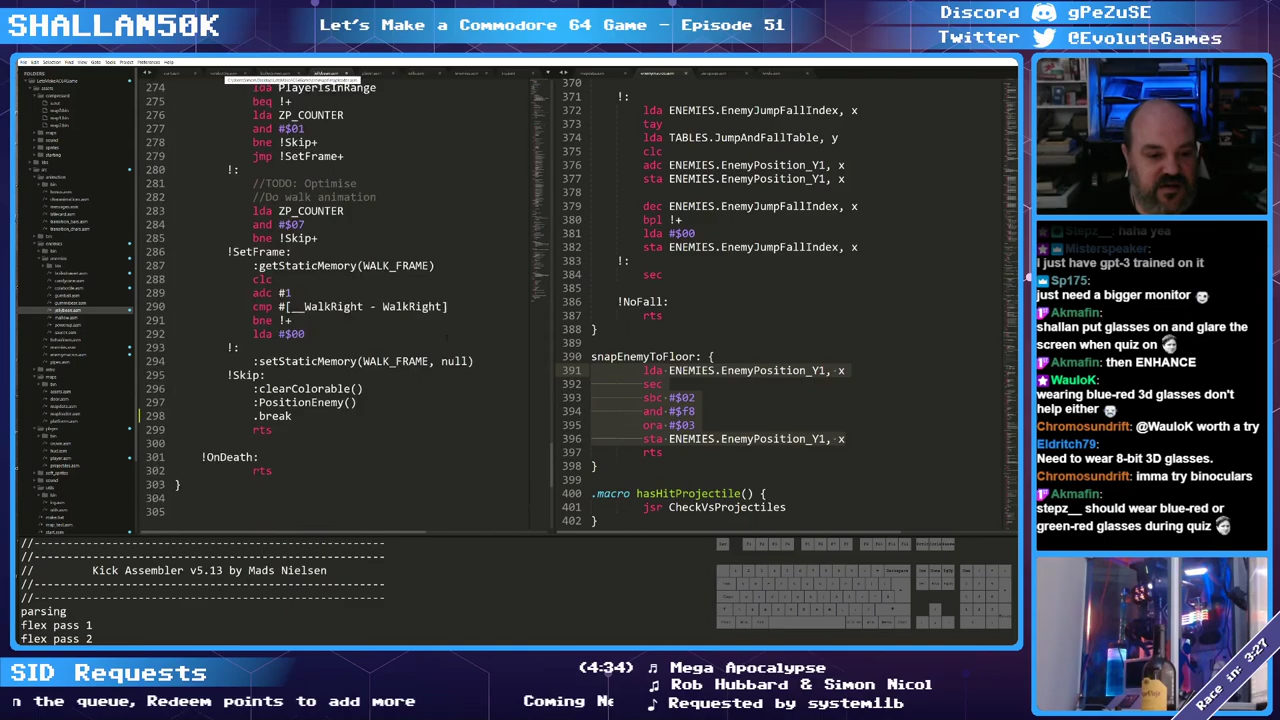 SHALLAN50K
Let's Make a Commodore 64 Game - Episode 51
Discord gPeZuSE
Twitter @EvoluteGames
FOLDERS
274 lda PlayerIsInRange
275 beq !+
276 lda ZP_COUNTER
277 and #$01
278 bne !Skip+
279 jmp !SetFrame+
280 !:
281 //TODO: Optimise
282 //Do walk animation
283 lda ZP_COUNTER
284 and #$07
285 bne !Skip+
286 !SetFrame:
287 :getStaticMemory(WALK_FRAME)
288 clc
289 adc #1
290 cmp #[__WalkRight - WalkRight]
291 bne !+
292 lda #$00
293 !:
294 :setStaticMemory(WALK_FRAME, null)
295 !Skip:
296 :clearColorable()
297 :PositionEnemy()
298 .break
299 rts
300
301 !OnDeath:
302 rts
303 }
304
305
370
371 !:
372 lda ENEMIES.EnemyJumpFallIndex, x
373 tay
374 lda TABLES.JumpAndFallTable, y
375 clc
376 adc ENEMIES.EnemyPosition_Y1, x
377 sta ENEMIES.EnemyPosition_Y1, x
378
379 dec ENEMIES.EnemyJumpFallIndex, x
380 bpl !+
381 lda #$00
382 sta ENEMIES.EnemyJumpFallIndex, x
383 !:
384 sec
385
386 !NoFall:
387 rts
388 }
389
390 snapEnemyToFloor: {
391 lda ENEMIES.EnemyPosition_Y1, x
392 sec
393 sbc #$02
394 and #$f8
395 ora #$03
396 sta ENEMIES.EnemyPosition_Y1, x
397 rts
398 }
399
400 .macro hasHitProjectile() {
401 jsr CheckVsProjectiles
402 }
//------------------------------------------------------
//------------------------------------------------------
// Kick Assembler v5.13 by Mads Nielsen
//------------------------------------------------------
//------------------------------------------------------
parsing
flex pass 1
flex pass 2
Stepz__: haha yea
Misterspeaker:
I just have gpt-3 trained on it
Sp175:
just need a bigger monitor
Akmafin:
shallan put glasses on and glare the
screen when quiz on
Akmafin: then ENHANCE
WauloK:
wearing blue-red 3d glasses don't
help either
Chromosundrift: @WauloK worth a try
Eldritch79:
Need to wear 8-bit 3D glasses.
Chromosundrift: imma try binoculars
Akmafin:
stepz__ should wear blue-red or
green-red glasses during quiz
SID Requests
n the queue, Redeem points to add more
Coming Ne
(4:34) Mega Apocalypse
Rob Hubbard & Simon Nicol
Requested by system11b
Race in: 3:27